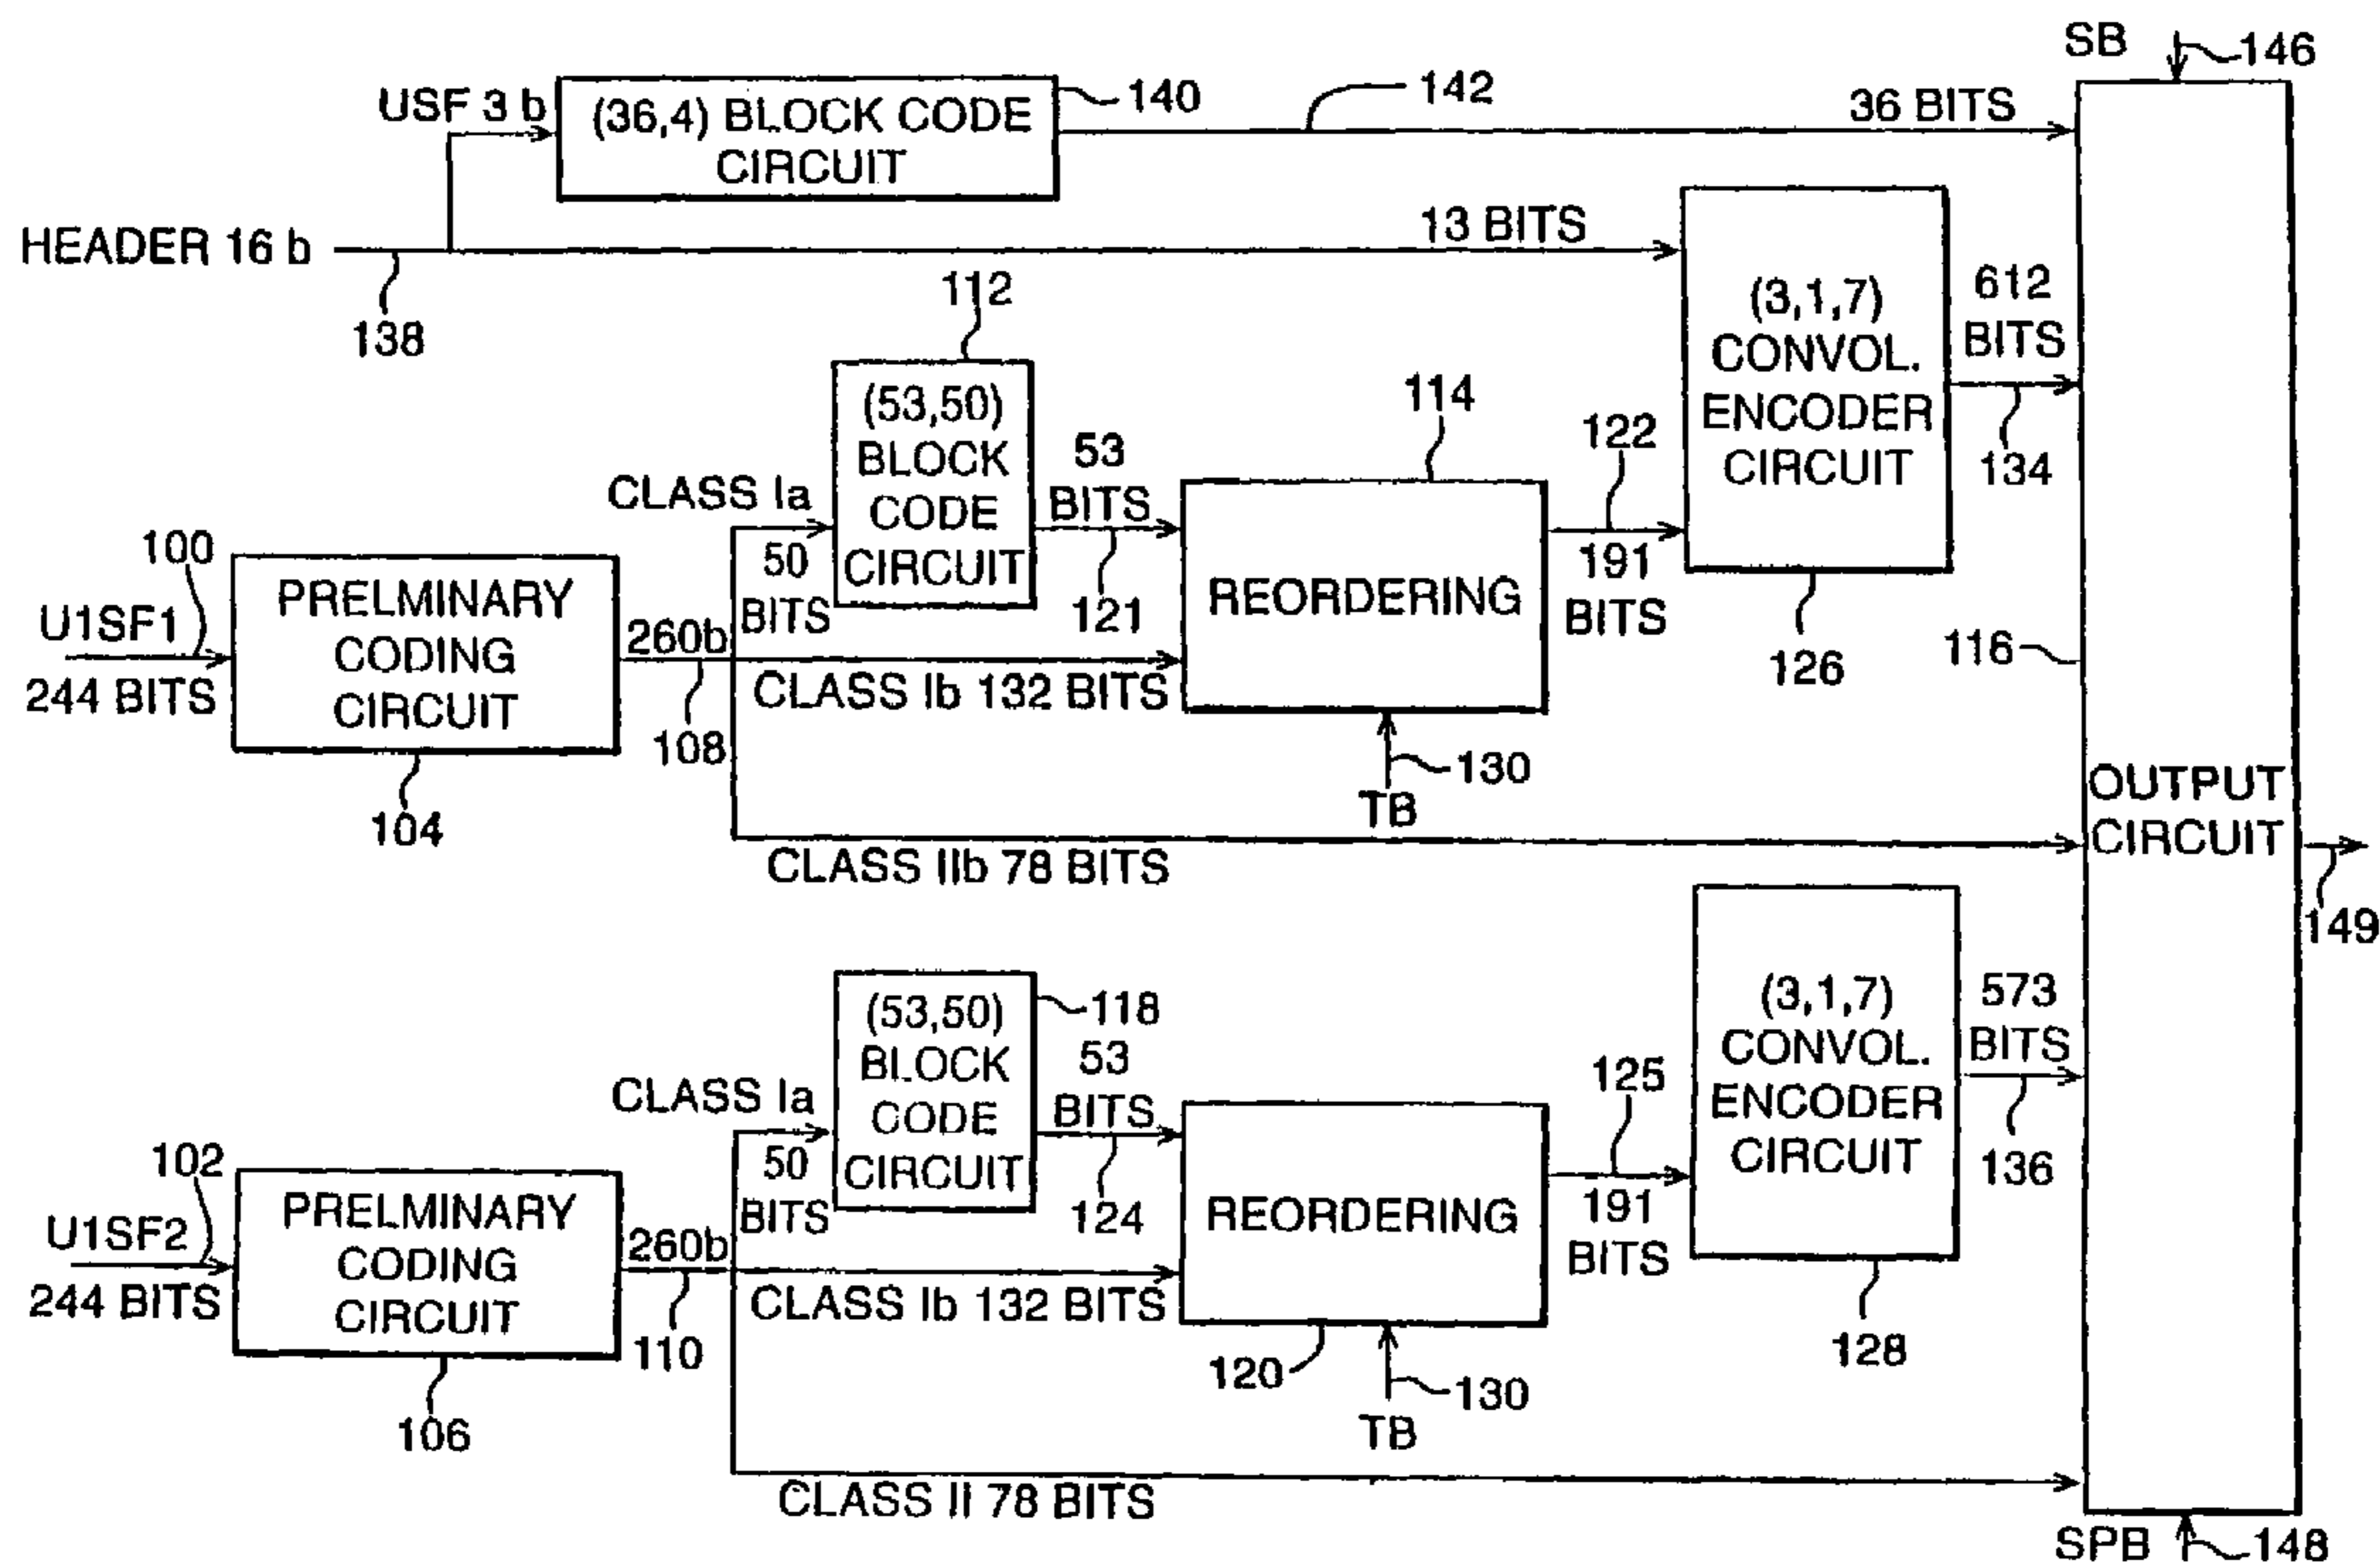 SB
146
USF 3 b
(36,4) BLOCK CODE
CIRCUIT
140
142
36 BITS
HEADER 16 b
138
13 BITS
112
(53,50)
BLOCK
CODE
CIRCUIT
(3,1,7)
CONVOL.
ENCODER
CIRCUIT
612
BITS
134
CLASS Ia
50
BITS
53
BITS
121
114
REORDERING
122
191
BITS
126
116
100
U1SF1
244 BITS
PRELMINARY
CODING
CIRCUIT
104
260b
108
CLASS Ib 132 BITS
130
TB
CLASS IIb 78 BITS
OUTPUT
CIRCUIT
149
(53,50)
BLOCK
CODE
CIRCUIT
118
53
BITS
124
CLASS Ia
50
BITS
125
191
BITS
(3,1,7)
CONVOL.
ENCODER
CIRCUIT
573
BITS
136
128
102
U1SF2
244 BITS
PRELMINARY
CODING
CIRCUIT
106
260b
110
CLASS Ib 132 BITS
REORDERING
120
130
TB
CLASS II 78 BITS
SPB
148